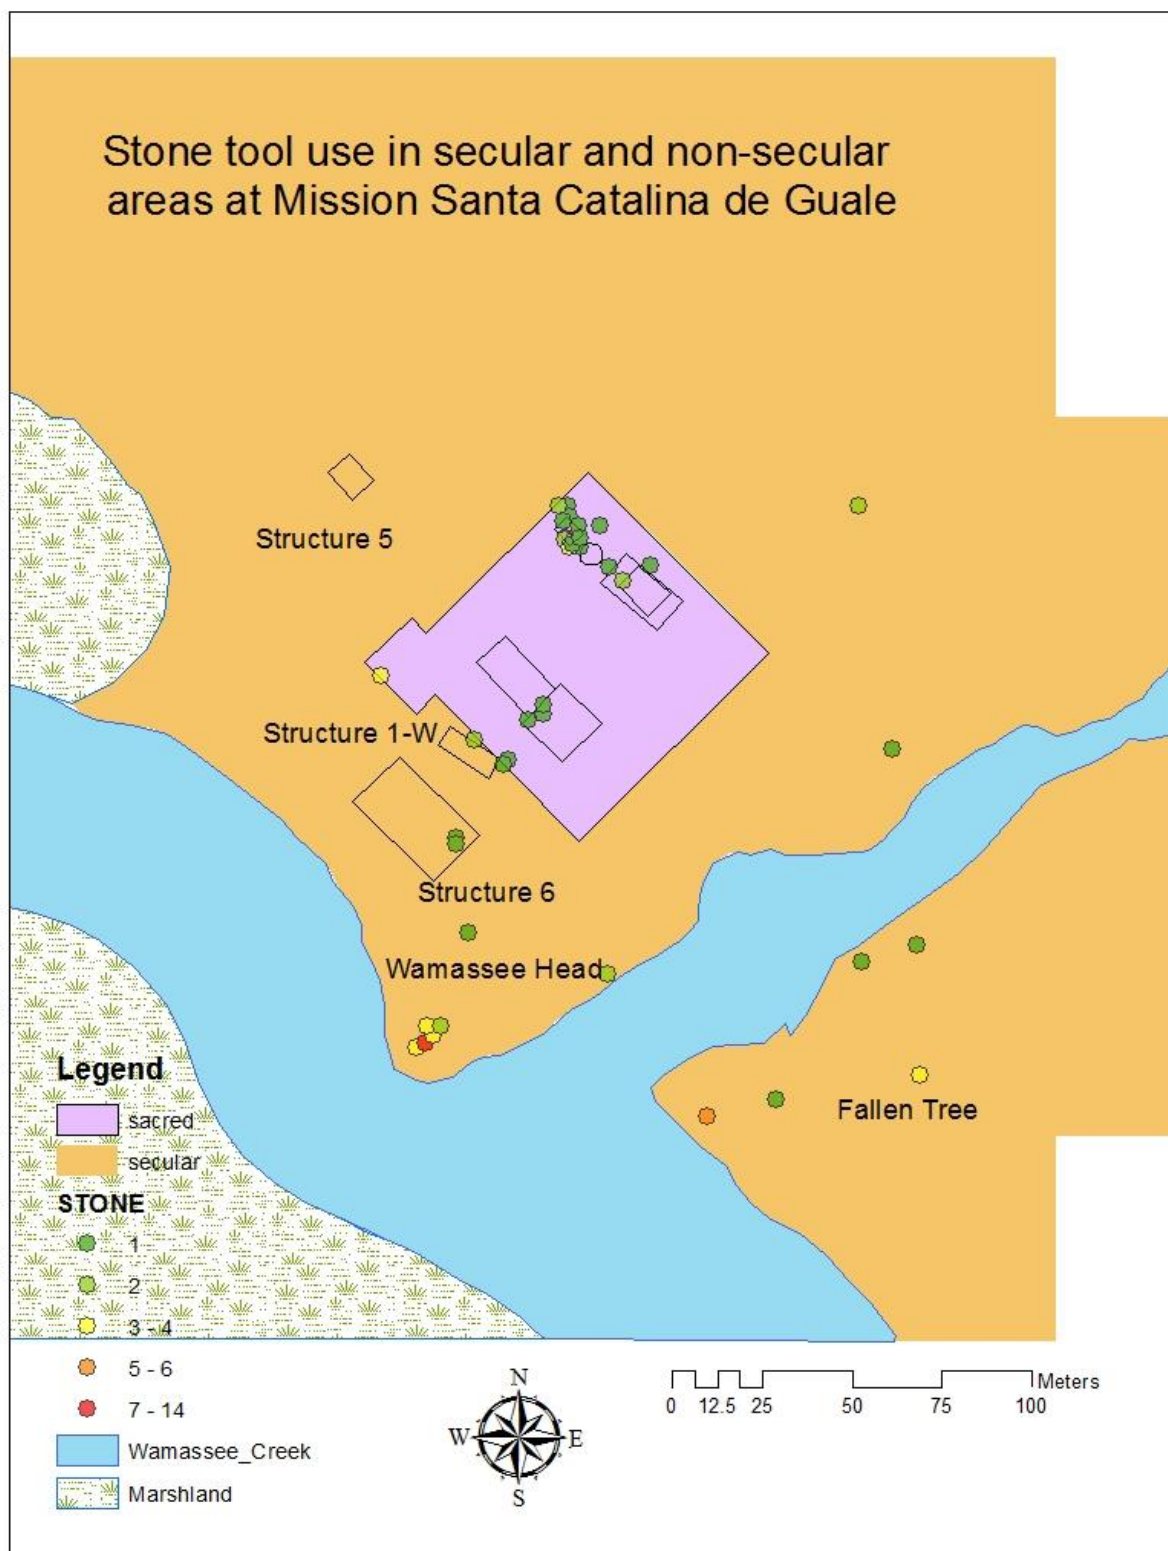 Stone tool use in secular and non-secular
areas at Mission Santa Catalina de Guale
Structure 5
Structure 1-W
Structure 6
Wamassee Head
Fallen Tree
Legend
sacred
secular
STONE
1
2
3 - 4
5 - 6
7 - 14
Wamassee_Creek
Marshland
N
W E
S
Meters
0 12.5 25 50 75 100